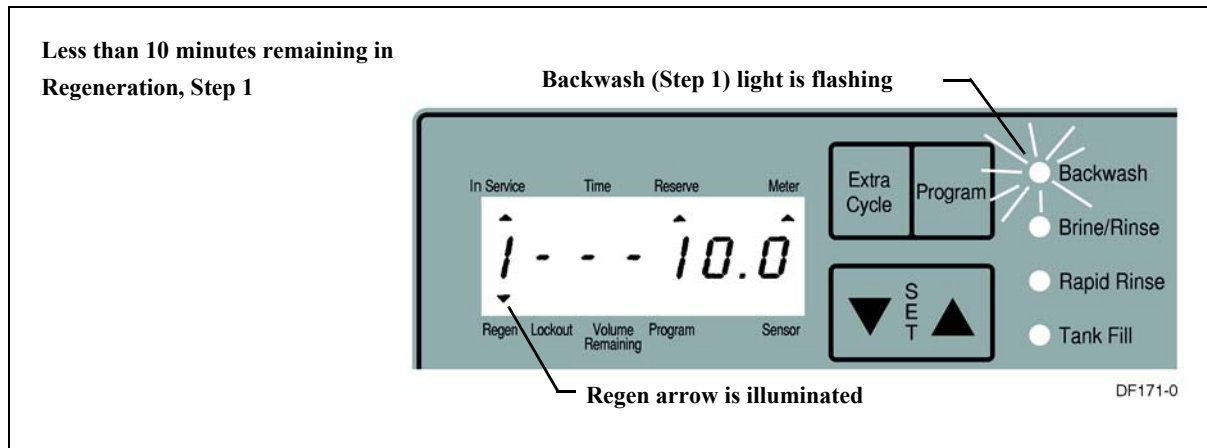 Less than 10 minutes remaining in
Regeneration, Step 1
Backwash (Step 1) light is flashing
In Service Time Reserve Meter
1 - - - 10.0
Regen Lockout Volume Remaining Program Sensor
Extra Cycle
Program
SET
Backwash
Brine/Rinse
Rapid Rinse
Tank Fill
Regen arrow is illuminated
DF171-0